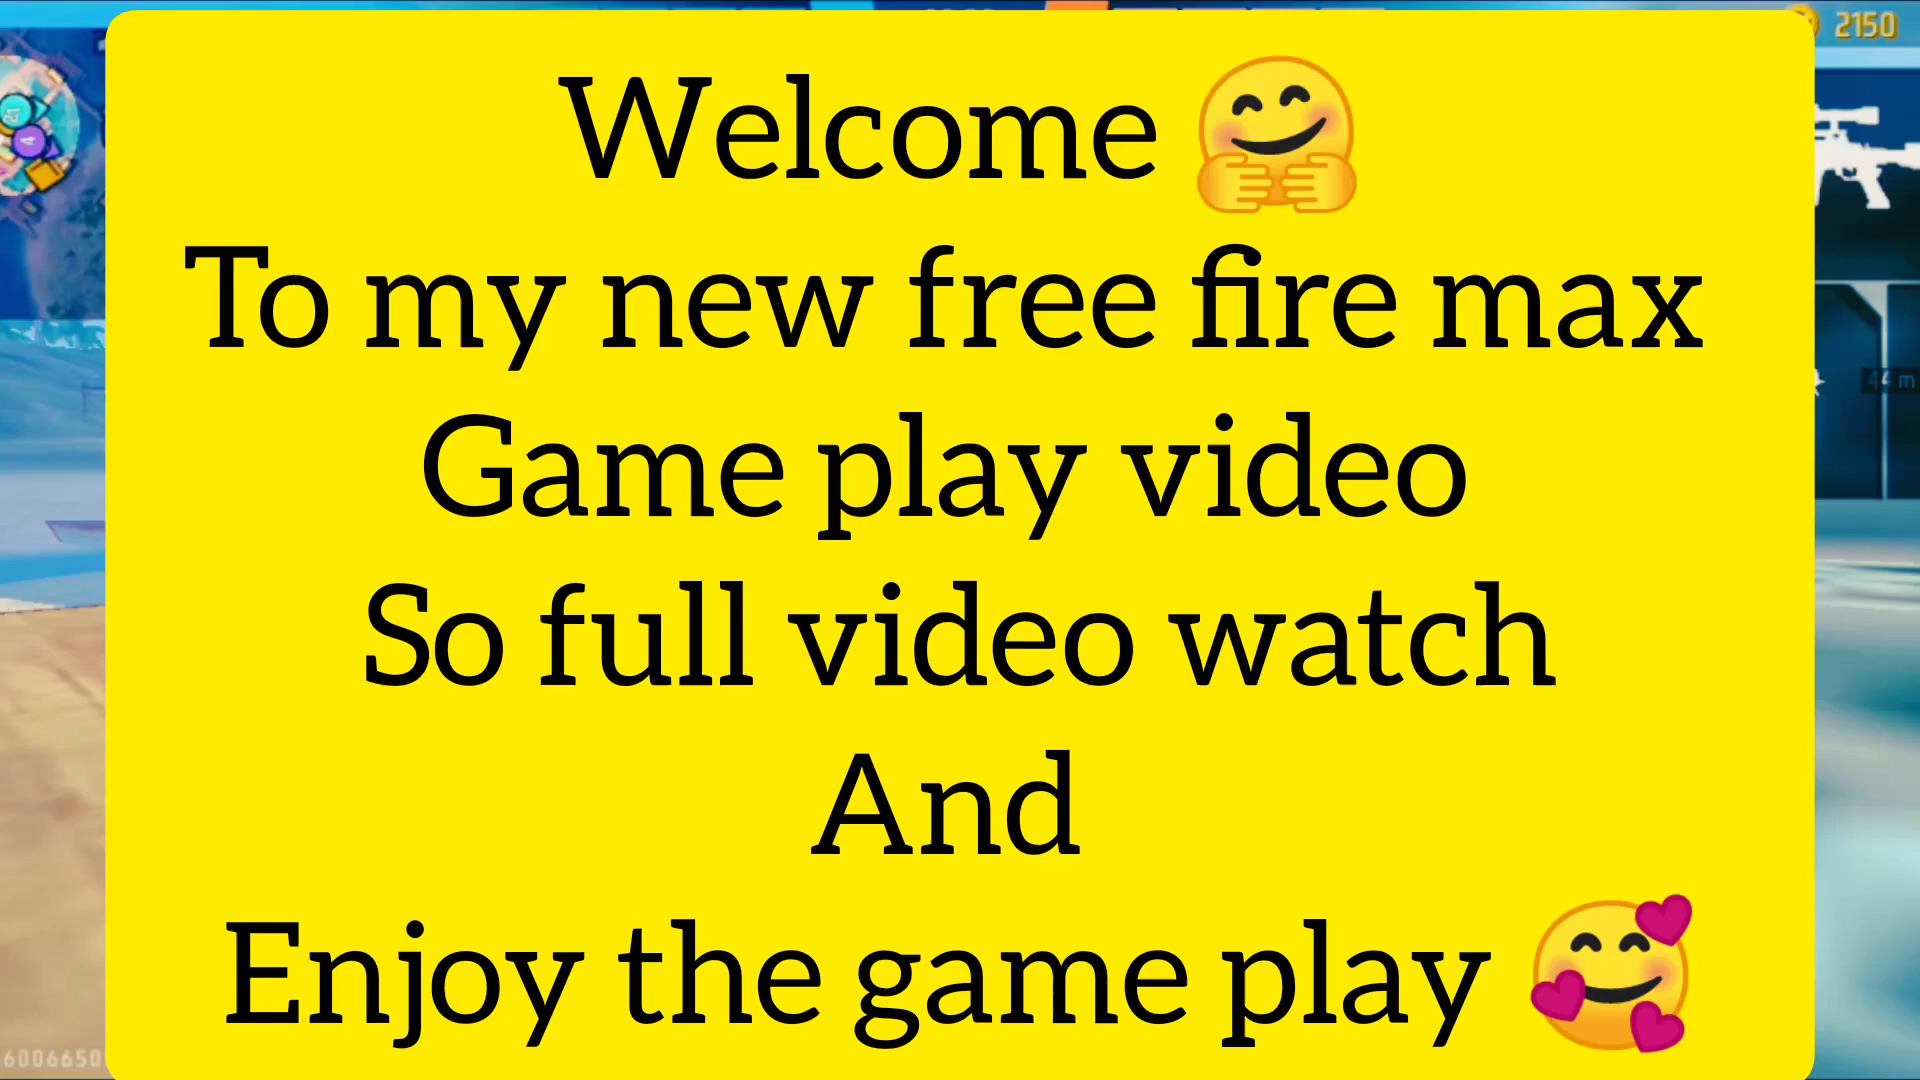 2150
Welcome 🤗
To my new free fire max
Game play video
So full video watch
And
Enjoy the game play 🥰
44 m
6006650